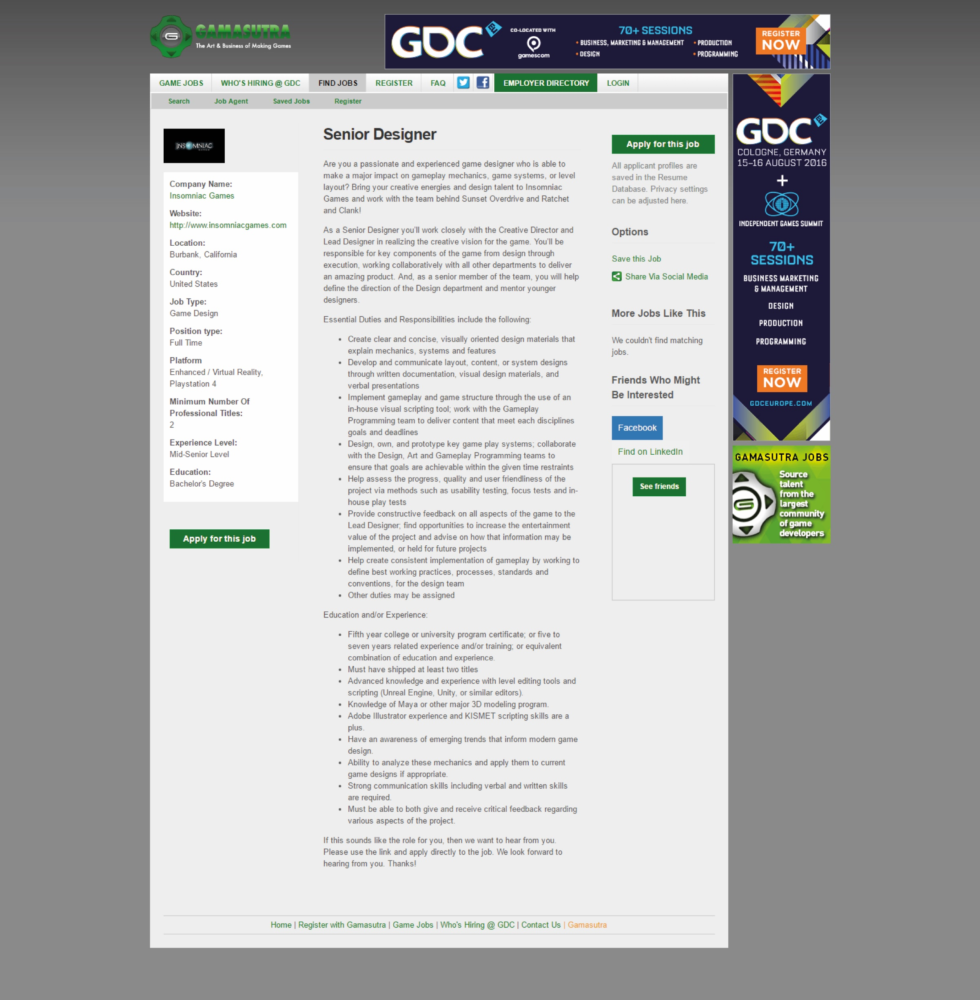 G
GAMASUTRA
The Art & Business of Making Games
GDC
CO-LOCATED WITH
gamescom
70+ SESSIONS
• BUSINESS, MARKETING & MANAGEMENT
• PRODUCTION
• DESIGN
• PROGRAMMING
REGISTER
NOW
GAME JOBS
WHO'S HIRING @ GDC
FIND JOBS
REGISTER
FAQ
EMPLOYER DIRECTORY
LOGIN
Search
Job Agent
Saved Jobs
Register
INSOMNIAC
Company Name:
Insomniac Games
Website:
http://www.insomniacgames.com
Location:
Burbank, California
Country:
United States
Job Type:
Game Design
Position type:
Full Time
Platform
Enhanced / Virtual Reality,
Playstation 4
Minimum Number Of
Professional Titles:
2
Experience Level:
Mid-Senior Level
Education:
Bachelor's Degree
Apply for this job
Senior Designer
Are you a passionate and experienced game designer who is able to
make a major impact on gameplay mechanics, game systems, or level
layout? Bring your creative energies and design talent to Insomniac
Games and work with the team behind Sunset Overdrive and Ratchet
and Clank!
As a Senior Designer you'll work closely with the Creative Director and
Lead Designer in realizing the creative vision for the game. You'll be
responsible for key components of the game from design through
execution, working collaboratively with all other departments to deliver
an amazing product. And, as a senior member of the team, you will help
define the direction of the Design department and mentor younger
designers.
Essential Duties and Responsibilities include the following:
• Create clear and concise, visually oriented design materials that
explain mechanics, systems and features
• Develop and communicate layout, content, or system designs
through written documentation, visual design materials, and
verbal presentations
• Implement gameplay and game structure through the use of an
in-house visual scripting tool; work with the Gameplay
Programming team to deliver content that meet each disciplines
goals and deadlines
• Design, own, and prototype key game play systems; collaborate
with the Design, Art and Gameplay Programming teams to
ensure that goals are achievable within the given time restraints
• Help assess the progress, quality and user friendliness of the
project via methods such as usability testing, focus tests and in-
house play tests
• Provide constructive feedback on all aspects of the game to the
Lead Designer; find opportunities to increase the entertainment
value of the project and advise on how that information may be
implemented, or held for future projects
• Help create consistent implementation of gameplay by working to
define best working practices, processes, standards and
conventions, for the design team
• Other duties may be assigned
Education and/or Experience:
• Fifth year college or university program certificate; or five to
seven years related experience and/or training; or equivalent
combination of education and experience.
• Must have shipped at least two titles
• Advanced knowledge and experience with level editing tools and
scripting (Unreal Engine, Unity, or similar editors).
• Knowledge of Maya or other major 3D modeling program.
• Adobe Illustrator experience and KISMET scripting skills are a
plus.
• Have an awareness of emerging trends that inform modern game
design.
• Ability to analyze these mechanics and apply them to current
game designs if appropriate.
• Strong communication skills including verbal and written skills
are required.
• Must be able to both give and receive critical feedback regarding
various aspects of the project.
If this sounds like the role for you, then we want to hear from you.
Please use the link and apply directly to the job. We look forward to
hearing from you. Thanks!
Apply for this job
All applicant profiles are
saved in the Resume
Database. Privacy settings
can be adjusted here.
Options
Save this Job
Share Via Social Media
More Jobs Like This
We couldn't find matching
jobs.
Friends Who Might
Be Interested
Facebook
Find on LinkedIn
See friends
GDC
COLOGNE, GERMANY
15–16 AUGUST 2016
+
INDEPENDENT GAMES SUMMIT
70+
SESSIONS
BUSINESS MARKETING
& MANAGEMENT
DESIGN
PRODUCTION
PROGRAMMING
REGISTER
NOW
GDCEUROPE.COM
GAMASUTRA JOBS
G
Source
talent
from the
largest
community
of game
developers
Home | Register with Gamasutra | Game Jobs | Who's Hiring @ GDC | Contact Us | Gamasutra